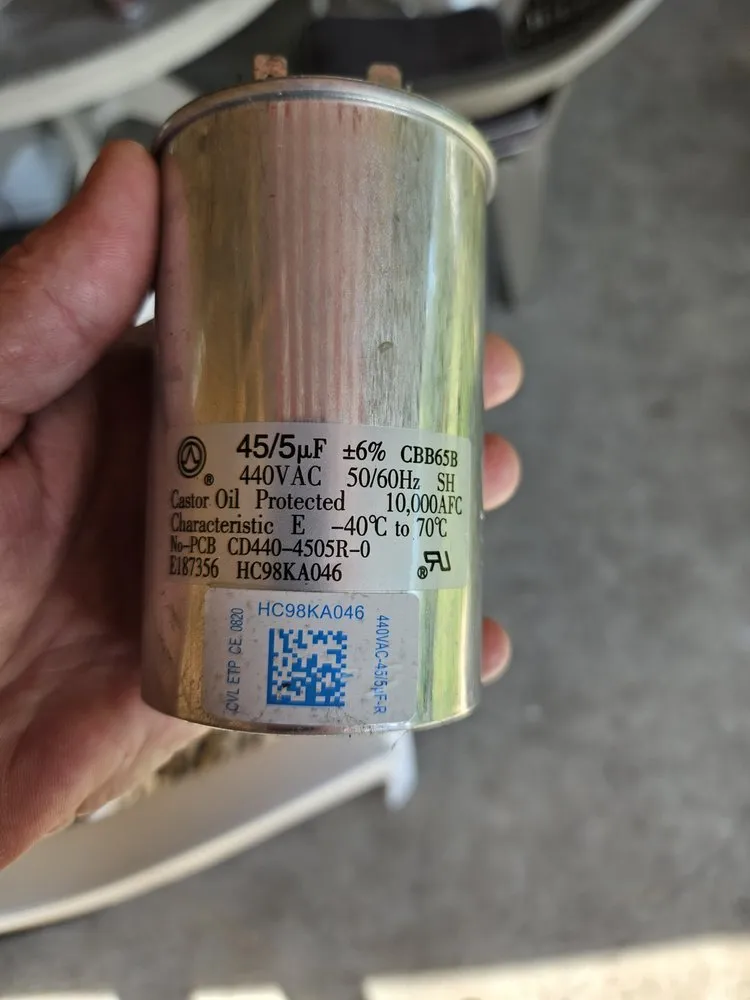 45/5μF ±6% CBB65B
440VAC 50/60Hz SH
Castor Oil Protected 10,000AFC
Characteristic E -40℃ to 70℃
No-PCB CD440-4505R-0
E187356 HC98KA046
®
®
HC98KA046
CVL ETP CE 0820
440VAC-45/5μF-R